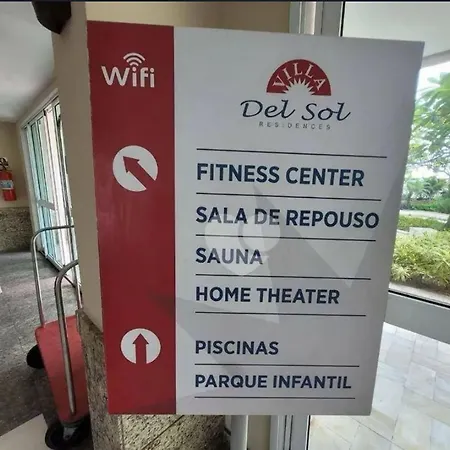 Wifi
VILLA
Del Sol
RESIDENCES
FITNESS CENTER
SALA DE REPOUSO
SAUNA
HOME THEATER
PISCINAS
PARQUE INFANTIL